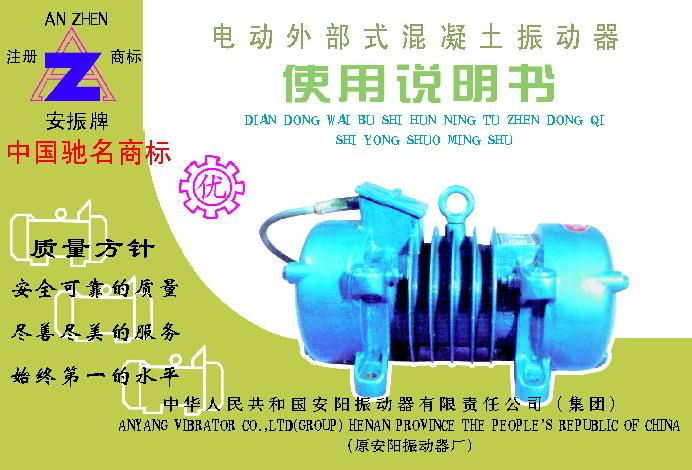 AN ZHEN
注册 商标
安振牌
中国驰名商标
电动外部式混凝土振动器
使用说明书
DIAN DONG WAI BU SHI HUN NING TU ZHEN DONG QI
SHI YONG SHUO MING SHU
优
质量方针
安全可靠的质量
尽善尽美的服务
始终第一的水平
中华人民共和国安阳振动器有限责任公司（集团）
ANYANG VIBRATOR CO.,LTD(GROUP) HENAN PROVINCE THE PEOPLE'S REPUBLIC OF CHINA
（原安阳振动器厂）